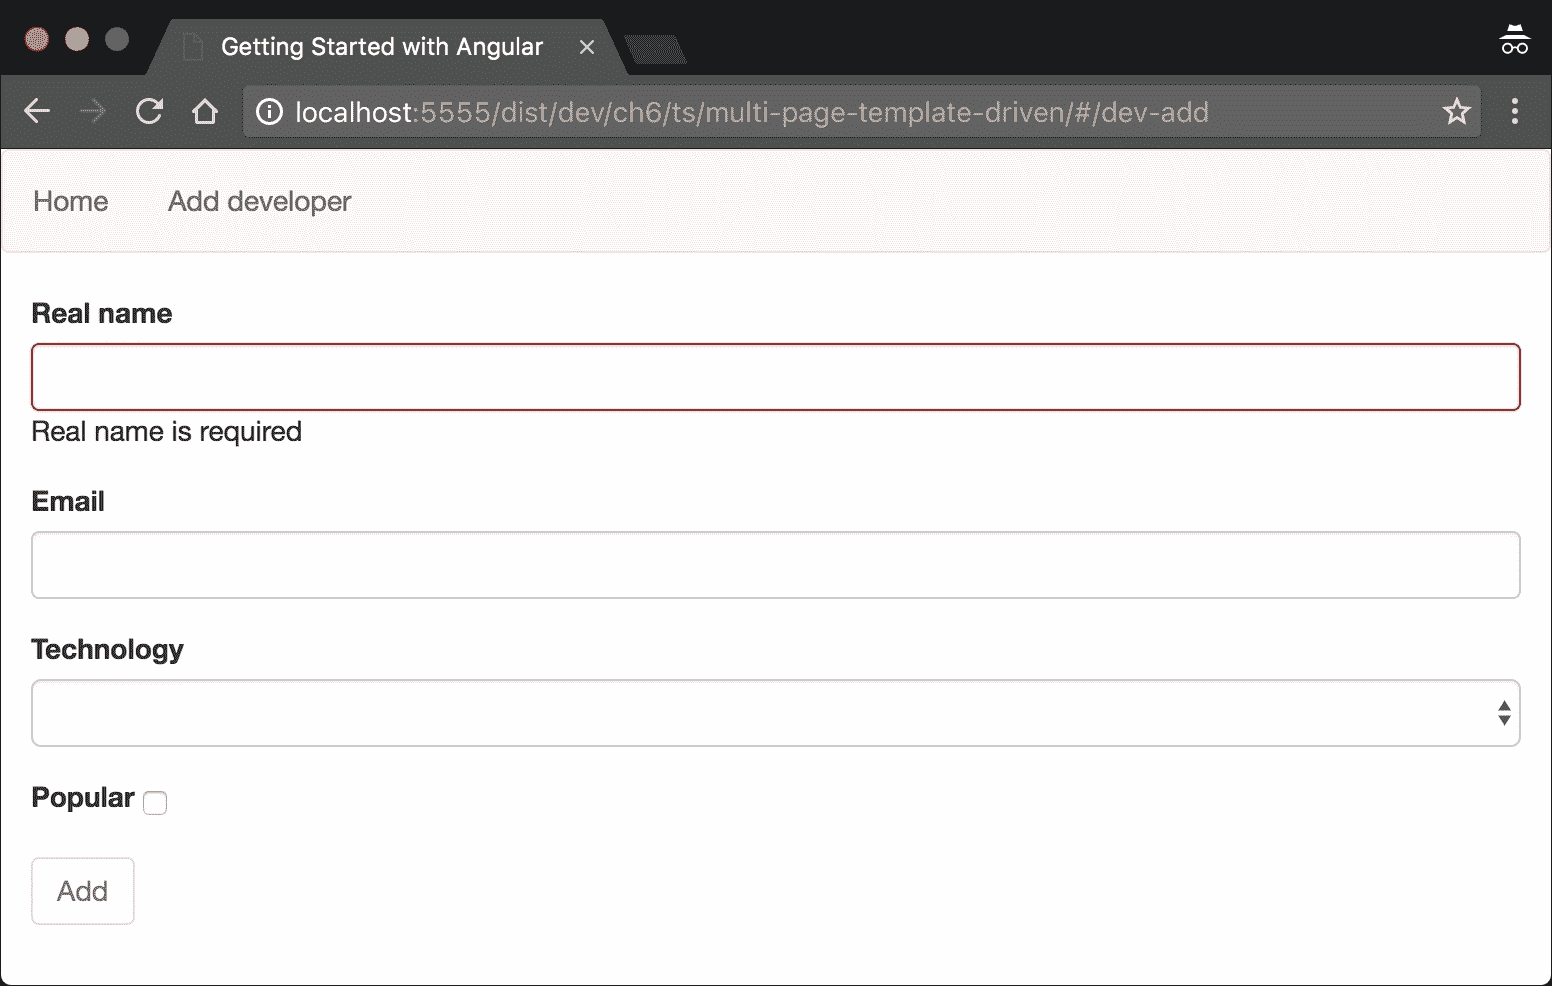 Getting Started with Angular
localhost:5555/dist/dev/ch6/ts/multi-page-template-driven/#/dev-add
Home Add developer
Real name
Real name is required
Email
Technology
Popular
Add